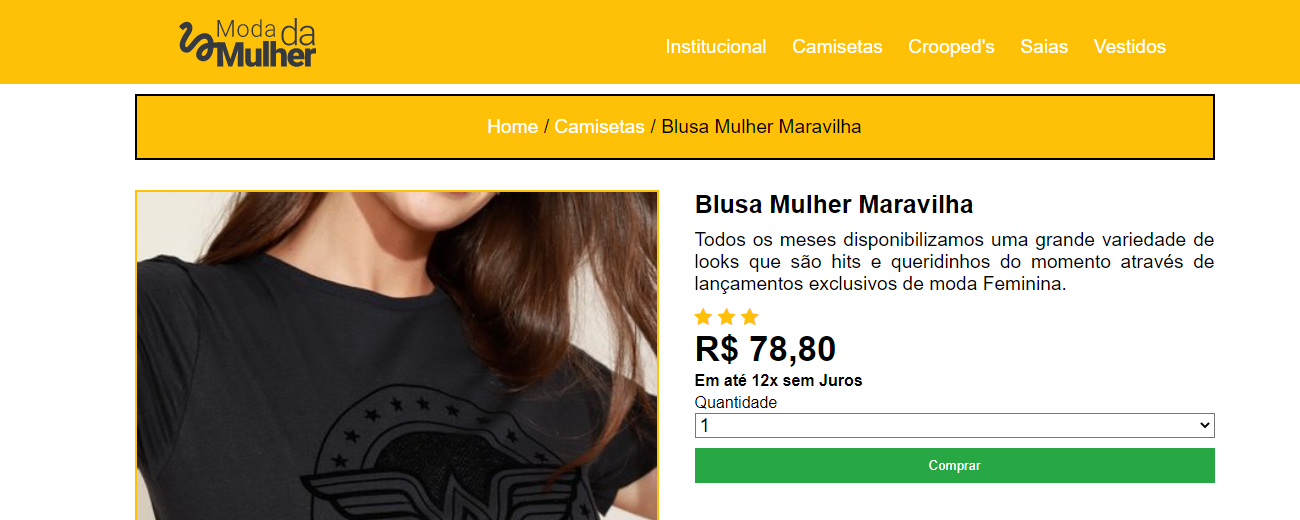 Moda da
Mulher
Institucional Camisetas Crooped's Saias Vestidos
Home / Camisetas / Blusa Mulher Maravilha
Blusa Mulher Maravilha
Todos os meses disponibilizamos uma grande variedade de
looks que são hits e queridinhos do momento através de
lançamentos exclusivos de moda Feminina.
R$ 78,80
Em até 12x sem Juros
Quantidade
1
Comprar